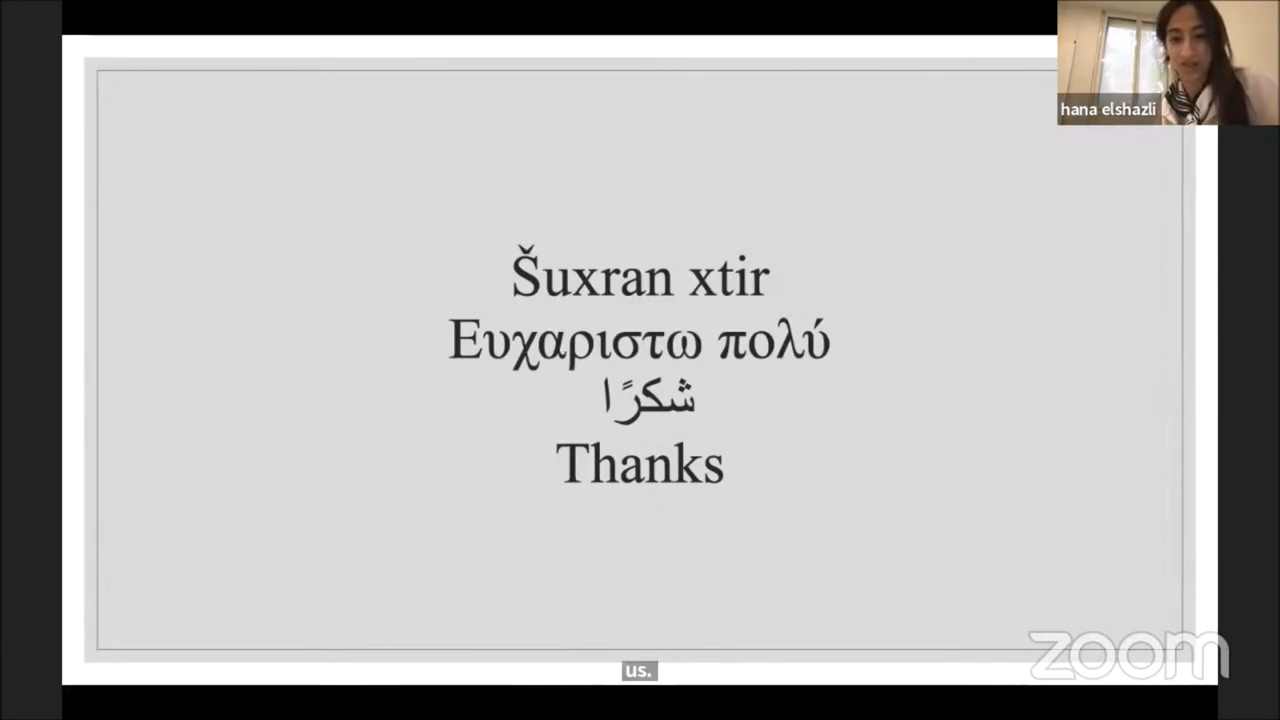 hana elshazli
Šuxran xtir
Ευχαριστω πολύ
شكرًا
Thanks
zoom
us.